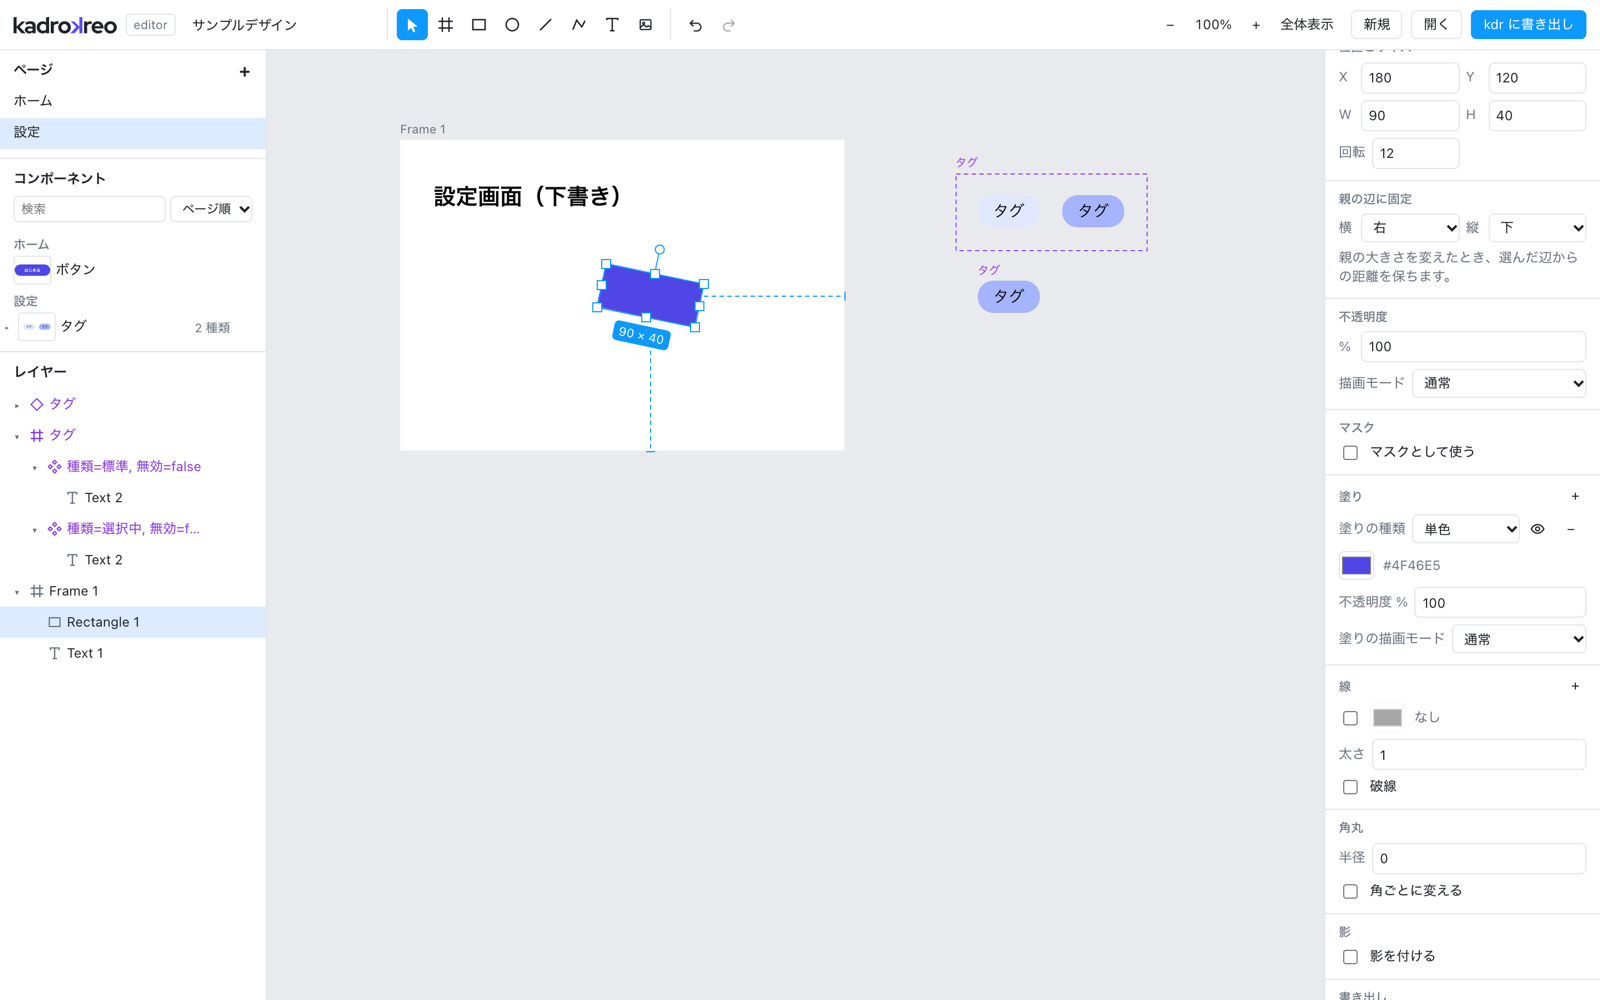 kadrokreo editor サンプルデザイン
− 100% + 全体表示 新規 開く kdr に書き出し
ページ +
ホーム
設定
コンポーネント
検索 ページ順
ホーム
はじめる ボタン
設定
タグ 2 種類
レイヤー
タグ
タグ
種類=標準, 無効=false
Text 2
種類=選択中, 無効=f...
Text 2
Frame 1
Rectangle 1
Text 1
Frame 1
設定画面（下書き）
90 × 40
タグ
タグ タグ
タグ
タグ
X 180 Y 120
W 90 H 40
回転 12
親の辺に固定
横 右 縦 下
親の大きさを変えたとき、選んだ辺から
の距離を保ちます。
不透明度
% 100
描画モード 通常
マスク
マスクとして使う
塗り +
塗りの種類 単色 −
#4F46E5
不透明度 % 100
塗りの描画モード 通常
線 +
なし
太さ 1
破線
角丸
半径 0
角ごとに変える
影
影を付ける
書き出し